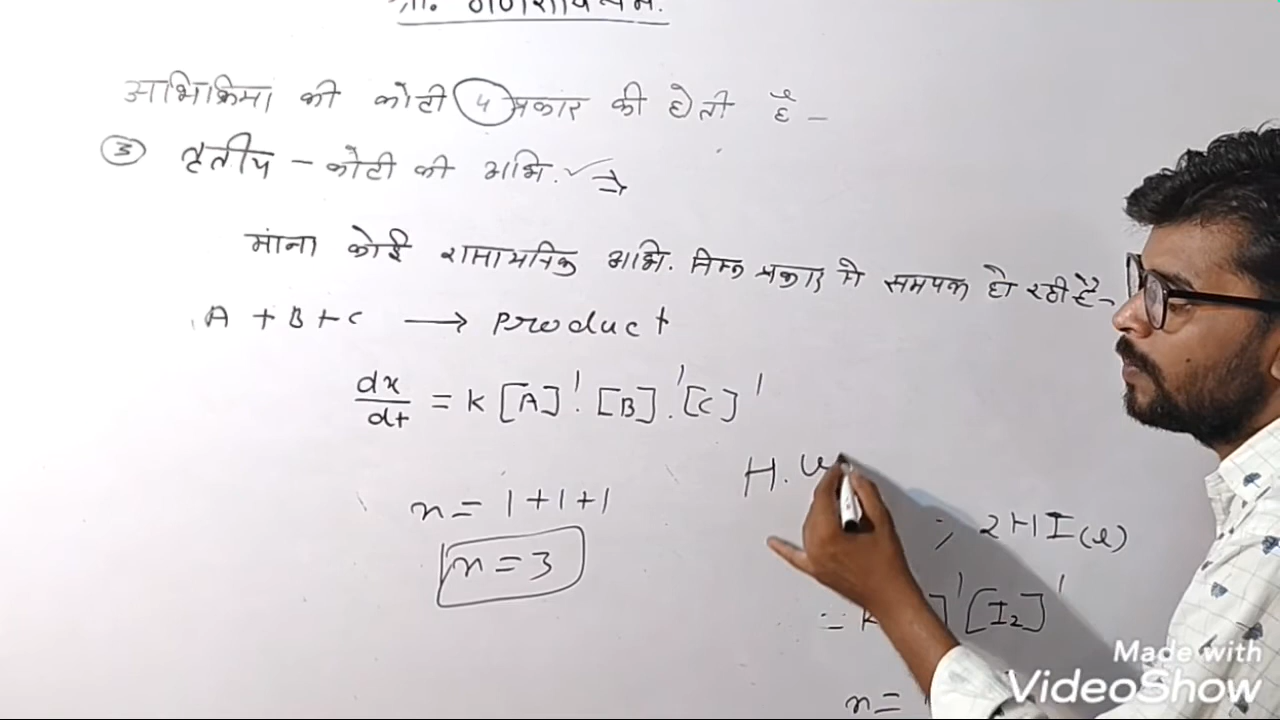 अभिक्रिया की कोटी 4 प्रकार की होती है -
③ तृतीय - कोटी की अभि. ✓ ⇒
माना कोई रासायनिक अभि. निम्न प्रकार से सम्पन्न हो रही है -
A + B + C ⟶ Product
dx/dt = K [A]¹. [B]¹. [C]¹
n = 1+1+1
n = 3
H.
2HI(l)
= K ]¹ [I₂]¹
n =
Made with
VideoShow